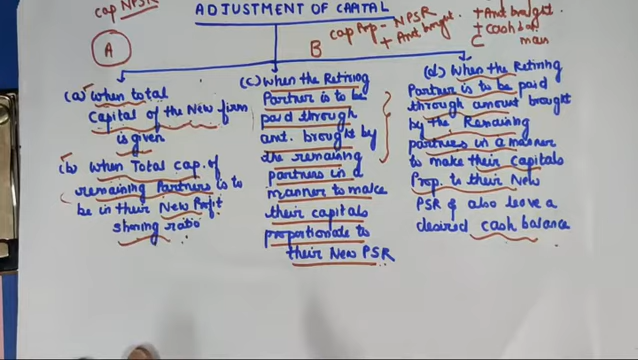 cap NPSR
ADJUSTMENT OF CAPITAL
A
B
cap Prop - NPSR
+ Amt brought.
+ Amt brought.
+ cash bal
C
(a) When total
Capital of the New firm
is given
(b) When Total cap. of
remaining Partners is to
be in their New Profit
sharing ratio
(c) When the Retiring
Partner is to be
paid through
amt. brought by
the remaining
partners in a
manner to make
their capitals
proportionate to
their New PSR
(d) When the Retiring
Partner is to be paid
through amount brought
by the Remaining
partners in a manner
to make their capitals
Prop. to their New
PSR & also leave a
desired cash balance